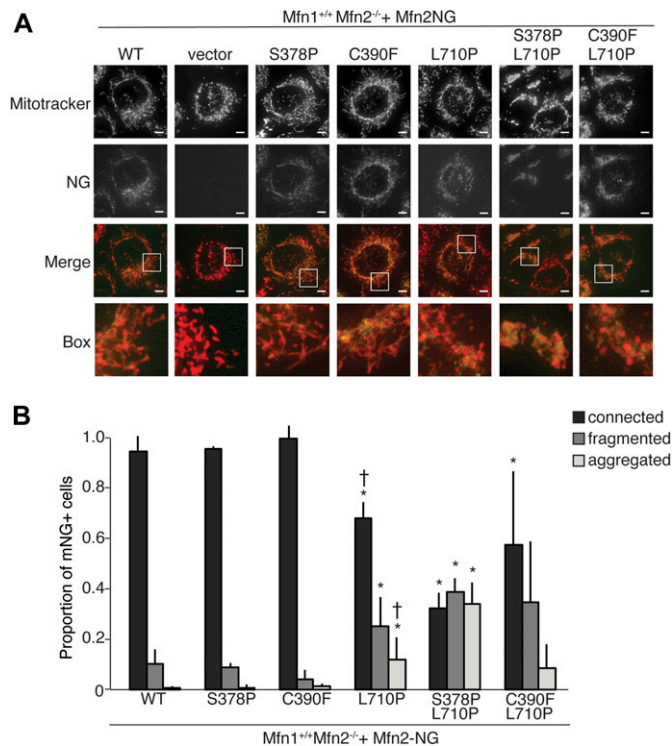 Mfn1+/+ Mfn2-/- + Mfn2NG
A
WT vector S378P C390F L710P S378P L710P C390F L710P
Mitotracker
NG
Merge
Box
B
connected
fragmented
aggregated
Proportion of mNG+ cells
1.0
0.8
0.6
0.4
0.2
0
† * * † * * * * *
WT S378P C390F L710P S378P L710P C390F L710P
Mfn1+/+Mfn2-/- + Mfn2-NG